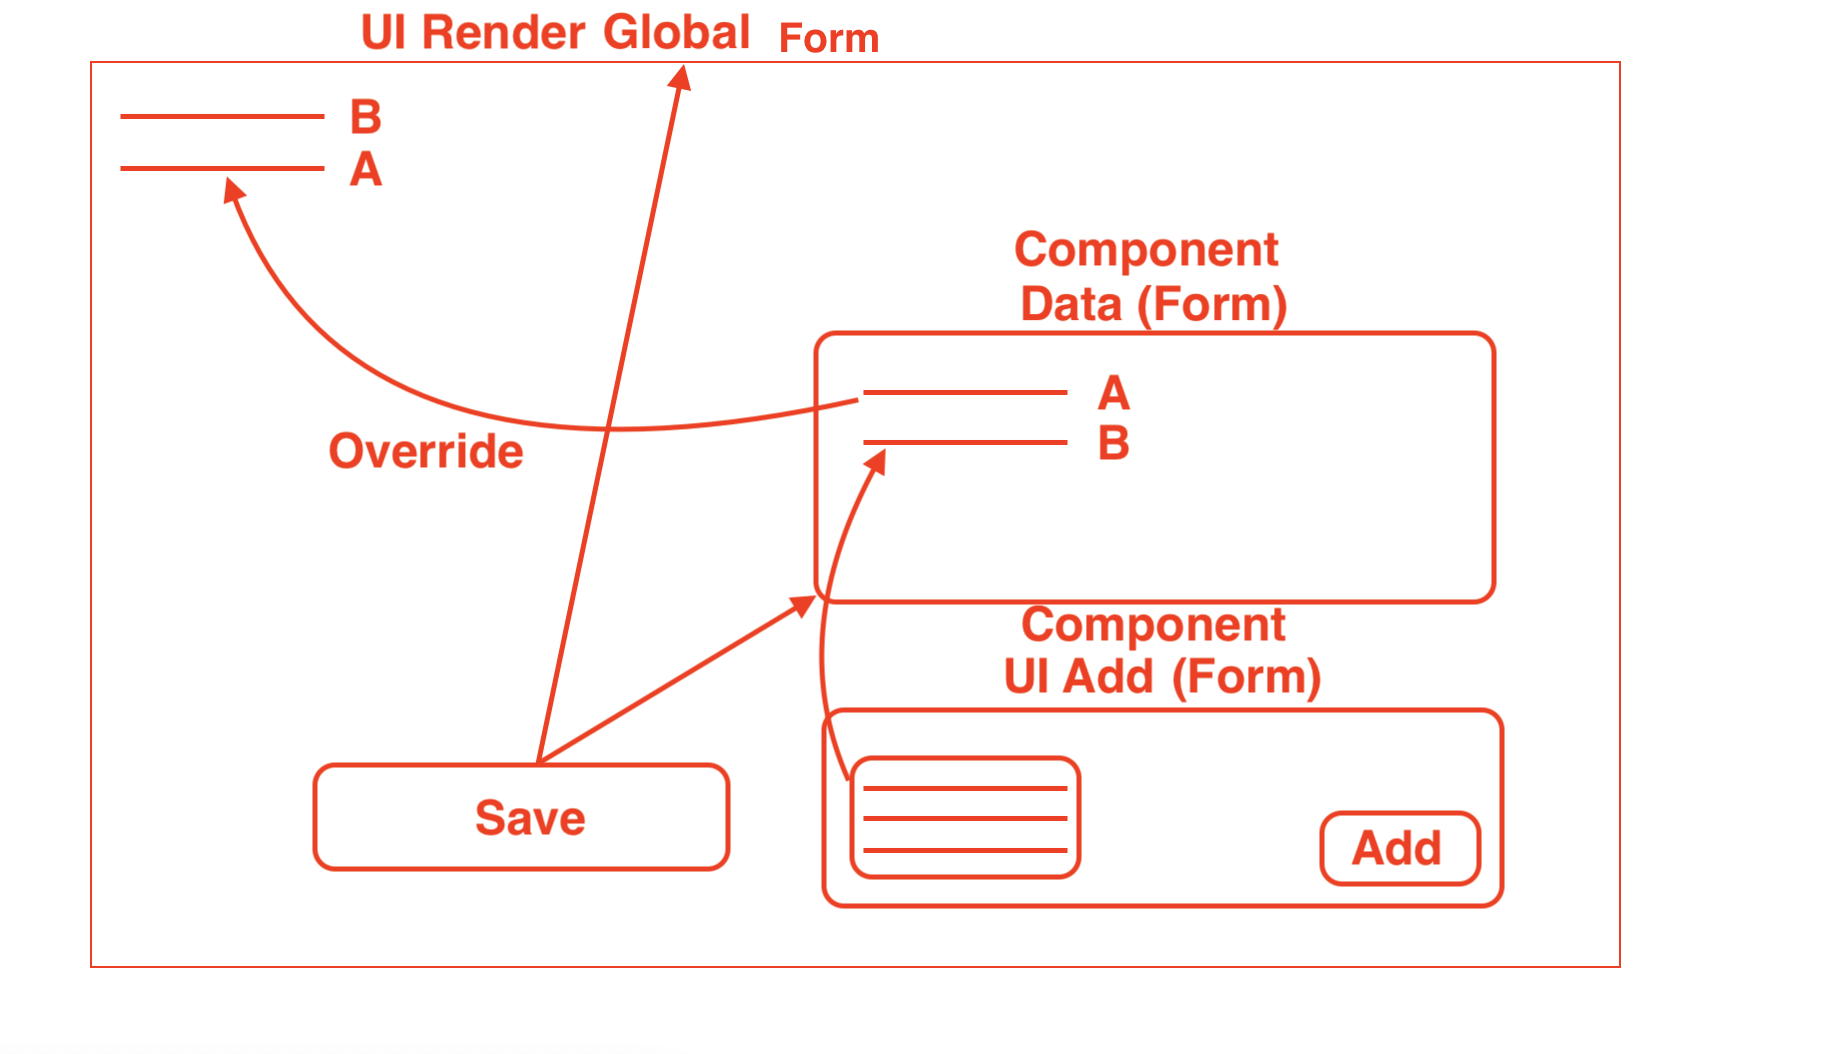 UI Render Global Form
B
A
Component
Data (Form)
A
B
Override
Component
UI Add (Form)
Save
Add